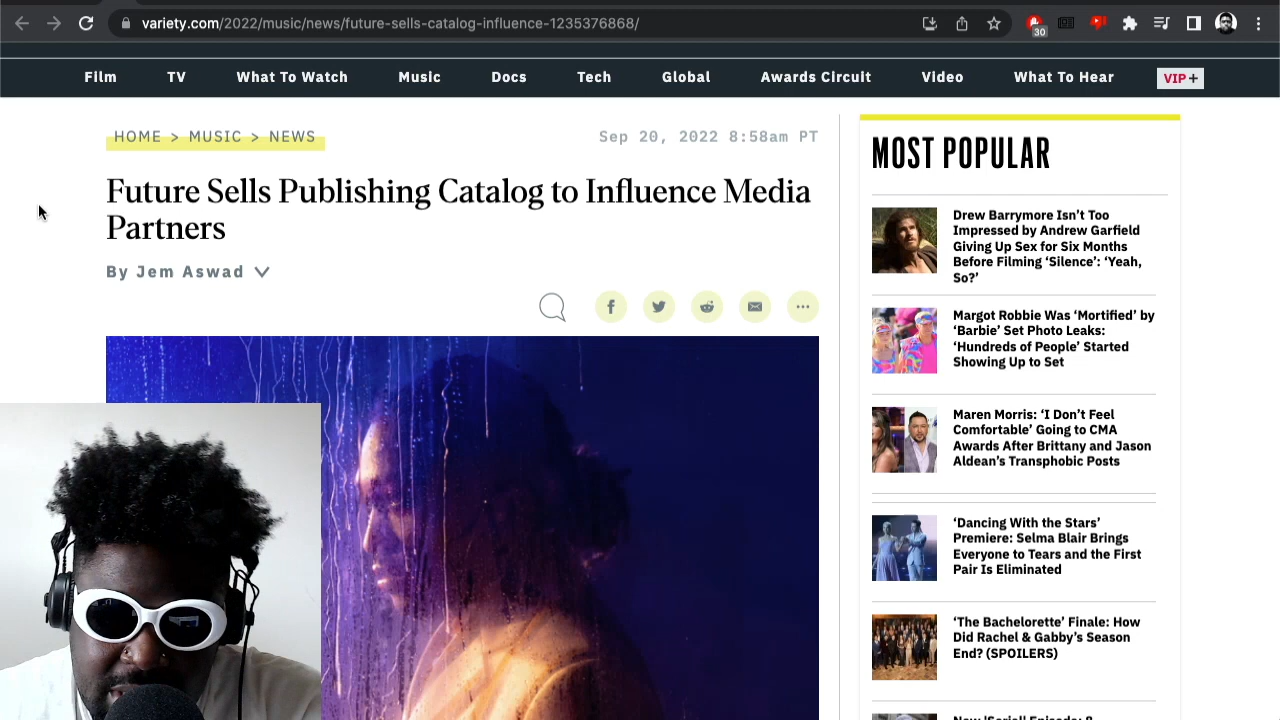 variety.com/2022/music/news/future-sells-catalog-influence-1235376868/
30
Film TV What To Watch Music Docs Tech Global Awards Circuit Video What To Hear VIP+
HOME > MUSIC > NEWS
Sep 20, 2022 8:58am PT
Future Sells Publishing Catalog to Influence Media
Partners
By Jem Aswad
MOST POPULAR
Drew Barrymore Isn’t Too
Impressed by Andrew Garfield
Giving Up Sex for Six Months
Before Filming ‘Silence’: ‘Yeah,
So?’
Margot Robbie Was ‘Mortified’ by
‘Barbie’ Set Photo Leaks:
‘Hundreds of People’ Started
Showing Up to Set
Maren Morris: ‘I Don’t Feel
Comfortable’ Going to CMA
Awards After Brittany and Jason
Aldean’s Transphobic Posts
‘Dancing With the Stars’
Premiere: Selma Blair Brings
Everyone to Tears and the First
Pair Is Eliminated
‘The Bachelorette’ Finale: How
Did Rachel & Gabby’s Season
End? (SPOILERS)